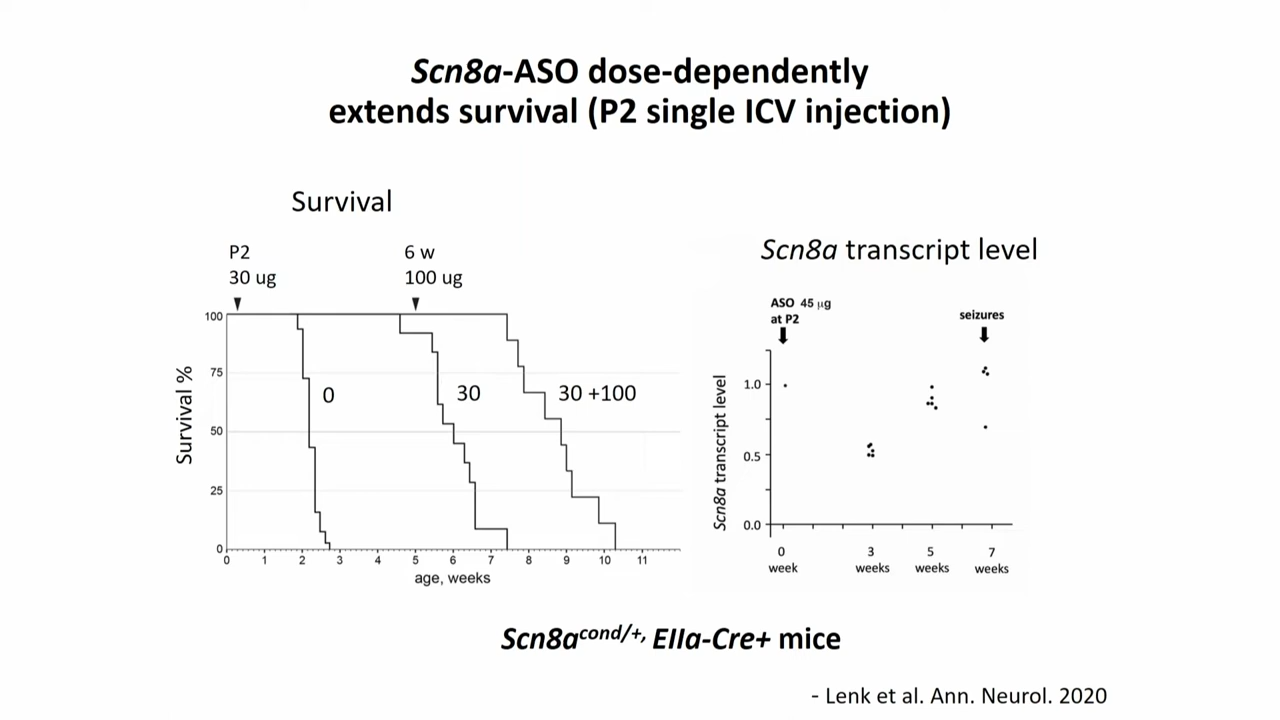 Scn8a-ASO dose-dependently
extends survival (P2 single ICV injection)
Survival
P2
30 ug
6 w
100 ug
Survival %
100
75
50
25
0
0
30
30 +100
0 1 2 3 4 5 6 7 8 9 10 11
age, weeks
Scn8a transcript level
ASO 45 µg
at P2
seizures
Scn8a transcript level
1.0
0.5
0.0
0 3 5 7
week weeks weeks weeks
Scn8a^cond/+, EIIa-Cre+ mice
- Lenk et al. Ann. Neurol. 2020